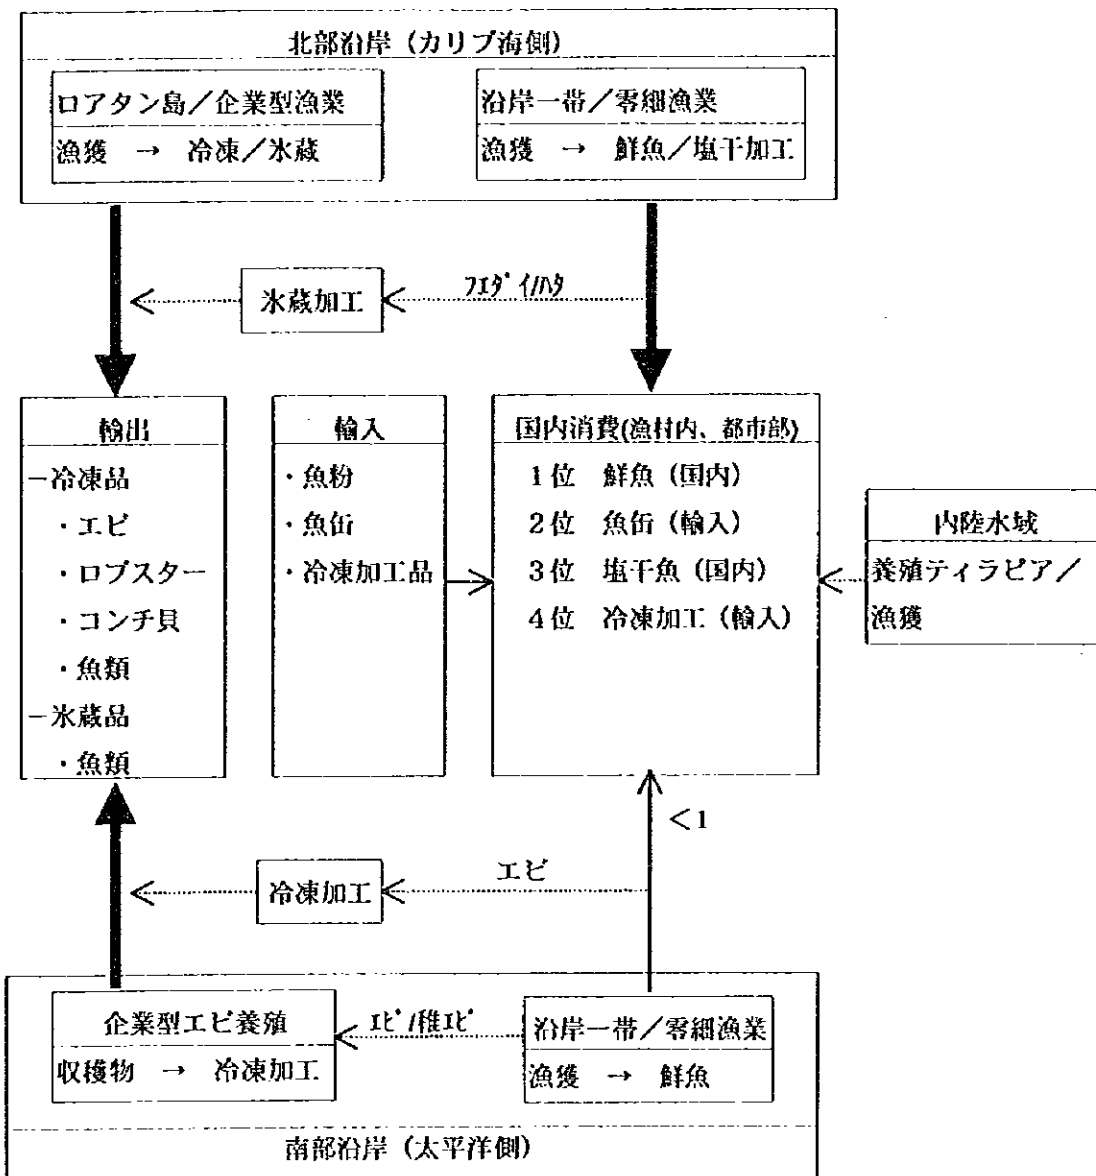 北部沿岸（カリブ海側）
ロアタン島／企業型漁業
漁獲 → 冷凍／氷蔵
沿岸一帯／零細漁業
漁獲 → 鮮魚／塩干加工
氷蔵加工
フエダイ/ハタ
輸出
－冷凍品
・エビ
・ロブスター
・コンチ貝
・魚類
－氷蔵品
・魚類
輸入
・魚粉
・魚缶
・冷凍加工品
国内消費(漁村内、都市部)
1位 鮮魚（国内）
2位 魚缶（輸入）
3位 塩干魚（国内）
4位 冷凍加工（輸入）
内陸水域
養殖ティラピア／
漁獲
<1
冷凍加工
エビ
企業型エビ養殖
収穫物 → 冷凍加工
エビ/稚エビ
沿岸一帯／零細漁業
漁獲 → 鮮魚
南部沿岸（太平洋側）